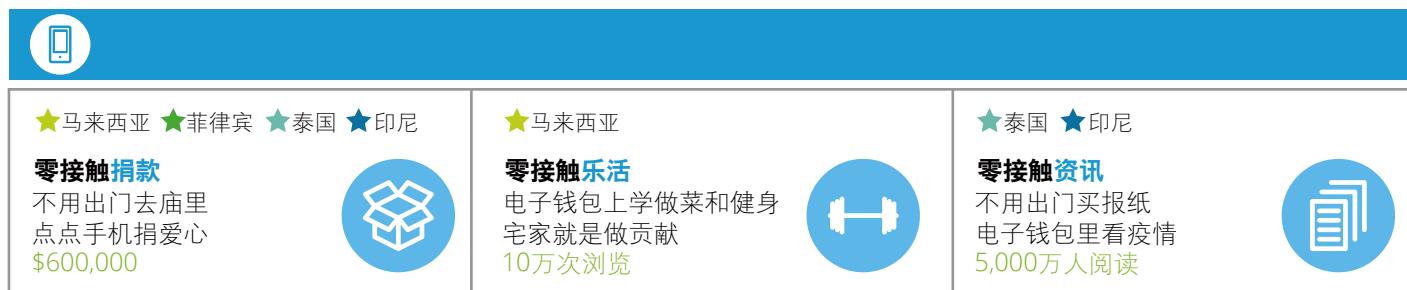 马来西亚 菲律宾 泰国 印尼
零接触捐款
不用出门去庙里
点点手机捐爱心
$600,000
马来西亚
零接触乐活
电子钱包上学做菜和健身
宅家就是做贡献
10万次浏览
泰国 印尼
零接触资讯
不用出门买报纸
电子钱包里看疫情
5,000万人阅读